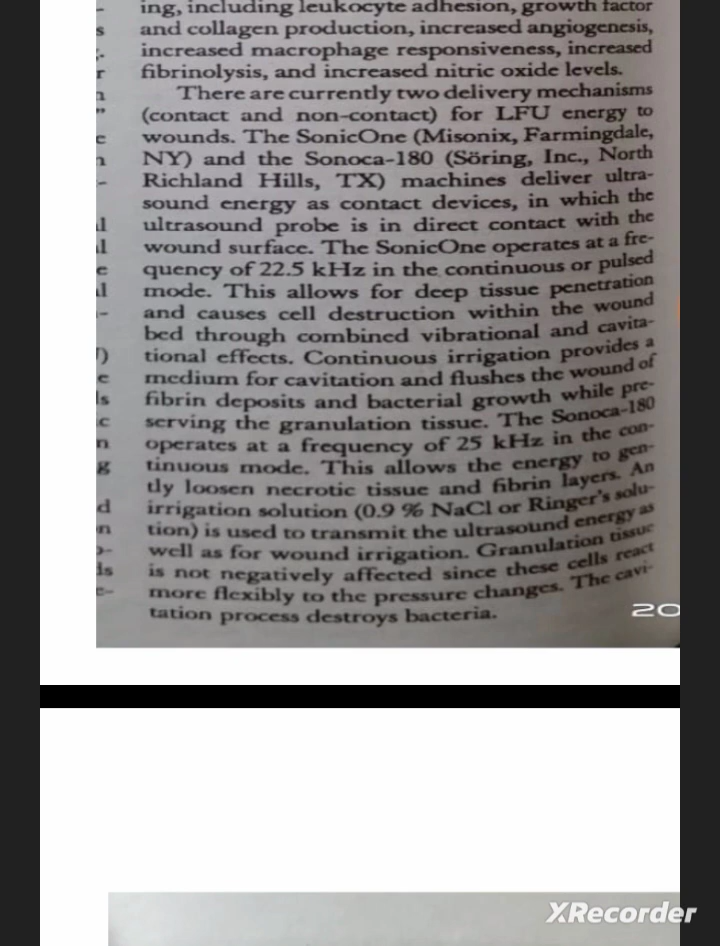 -
ing, including leukocyte adhesion, growth factor
s
and collagen production, increased angiogenesis,
.
increased macrophage responsiveness, increased
r
fibrinolysis, and increased nitric oxide levels.
There are currently two delivery mechanisms
"
(contact and non-contact) for LFU energy to
e
wounds. The SonicOne (Misonix, Farmingdale,
n
NY) and the Sonoca-180 (Söring, Inc., North
-
Richland Hills, TX) machines deliver ultra-
sound energy as contact devices, in which the
l
ultrasound probe is in direct contact with the
l
wound surface. The SonicOne operates at a fre-
e
quency of 22.5 kHz in the continuous or pulsed
l
mode. This allows for deep tissue penetration
-
and causes cell destruction within the wound
bed through combined vibrational and cavita-
)
tional effects. Continuous irrigation provides a
e
medium for cavitation and flushes the wound of
ls
fibrin deposits and bacterial growth while pre-
c
serving the granulation tissue. The Sonoca-180
n
operates at a frequency of 25 kHz in the con-
g
tinuous mode. This allows the energy to gen-
tly loosen necrotic tissue and fibrin layers. An
d
irrigation solution (0.9 % NaCl or Ringer's solu-
n
tion) is used to transmit the ultrasound energy as
-
well as for wound irrigation. Granulation tissue
ls
is not negatively affected since these cells react
-
more flexibly to the pressure changes. The cavi-
tation process destroys bacteria.
20
XRecorder